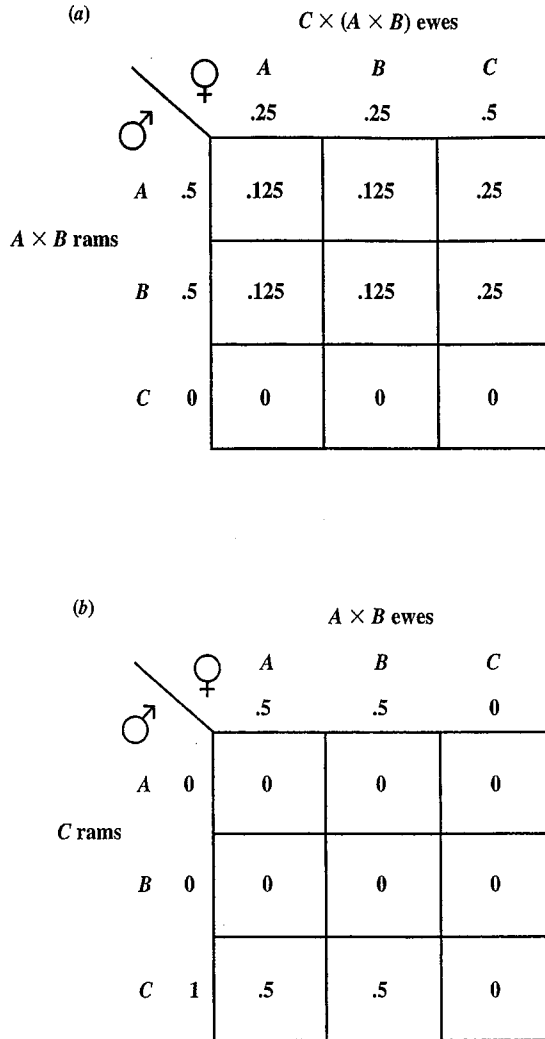 (a)
C × (A × B) ewes
♀ A B C
.25 .25 .5
♂
A .5 .125 .125 .25
A × B rams
B .5 .125 .125 .25
C 0 0 0 0
(b)
A × B ewes
♀ A B C
.5 .5 0
♂
A 0 0 0 0
C rams
B 0 0 0 0
C 1 .5 .5 0